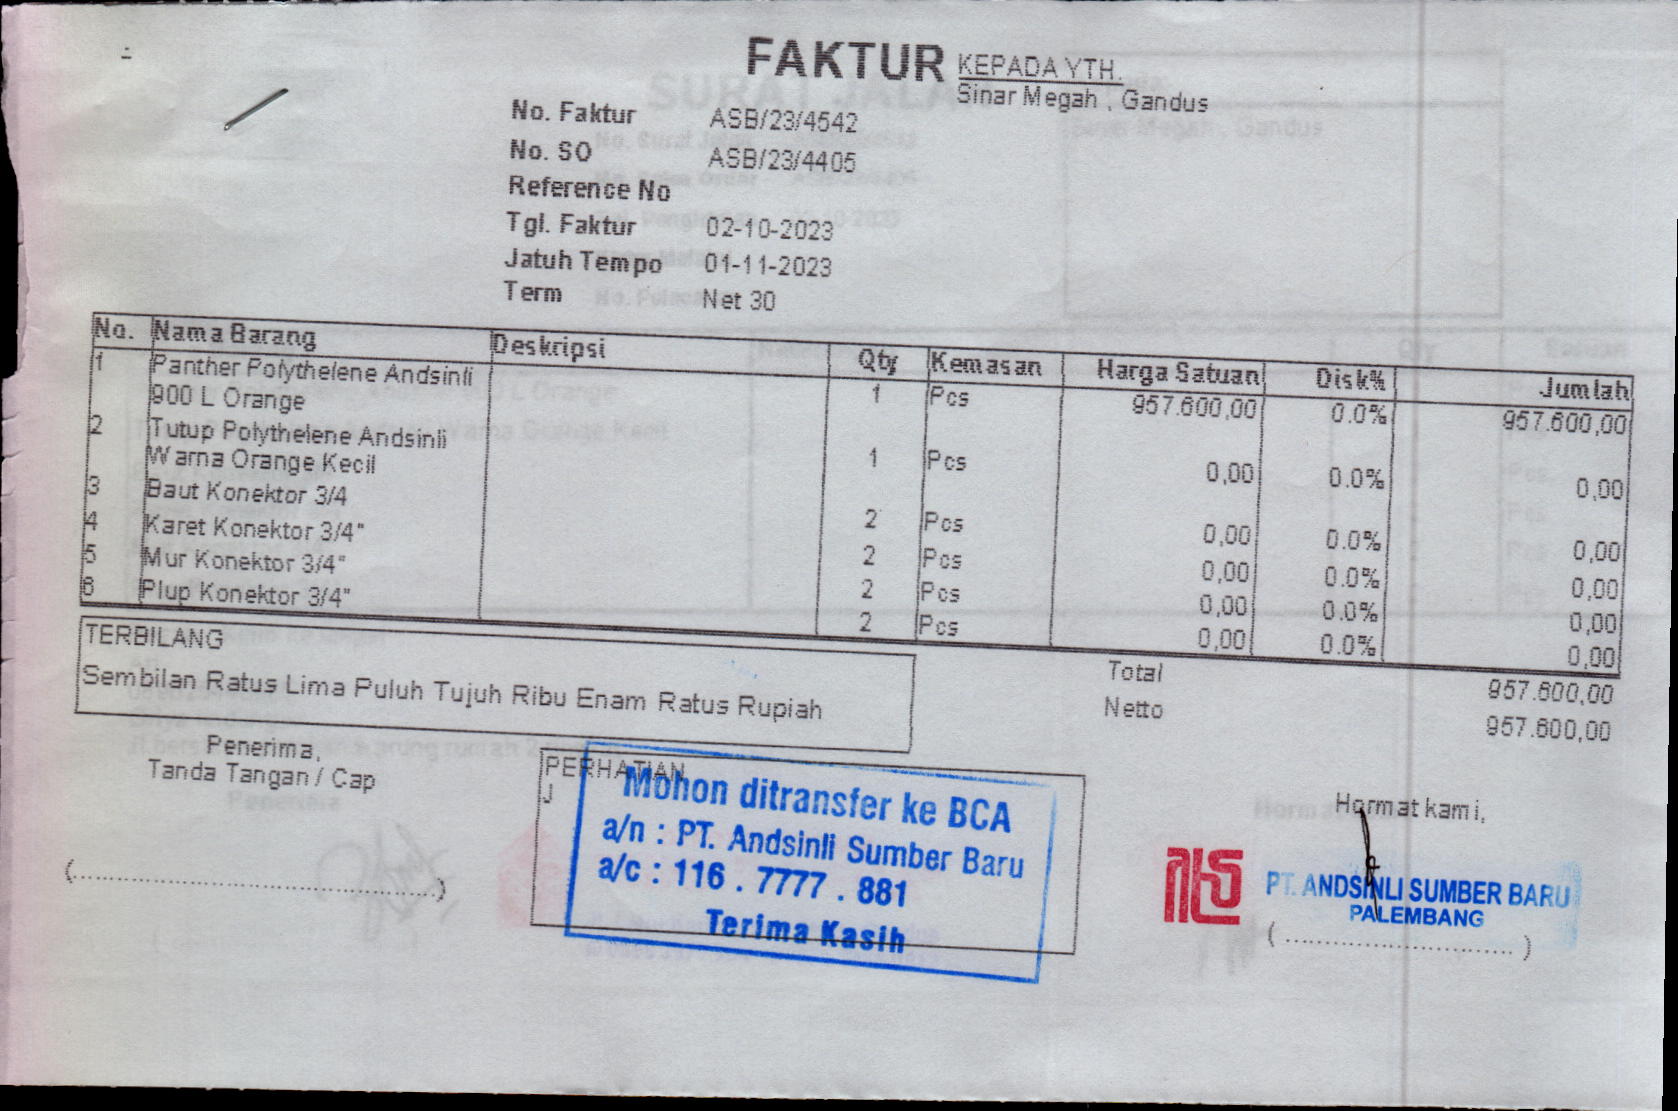 FAKTUR
KEPADA YTH.
Sinar Megah , Gandus
No. Faktur ASB/23/4542
No. SO ASB/23/4405
Reference No
Tgl. Faktur 02-10-2023
Jatuh Tempo 01-11-2023
Term Net 30
No. Nama Barang Deskripsi Qty Kemasan Harga Satuan Disk% Jumlah
1 Panther Polythelene Andsinli 1 Pcs 957.600,00 0.0% 957.600,00
900 L Orange
2 Tutup Polythelene Andsinli 1 Pcs 0,00 0.0% 0,00
Warna Orange Kecil
3 Baut Konektor 3/4 2 Pcs 0,00 0.0% 0,00
4 Karet Konektor 3/4" 2 Pcs 0,00 0.0% 0,00
5 Mur Konektor 3/4" 2 Pcs 0,00 0.0% 0,00
6 Plup Konektor 3/4" 2 Pcs 0,00 0.0% 0,00
TERBILANG
Sembilan Ratus Lima Puluh Tujuh Ribu Enam Ratus Rupiah
Total 957.600,00
Netto 957.600,00
Penerima,
Tanda Tangan / Cap
(....................................................)
PERHATIAN
J
Mohon ditransfer ke BCA
a/n : PT. Andsinli Sumber Baru
a/c : 116 . 7777 . 881
Terima Kasih
Hormat kami,
PT. ANDSINLI SUMBER BARU
PALEMBANG
( ................................ )